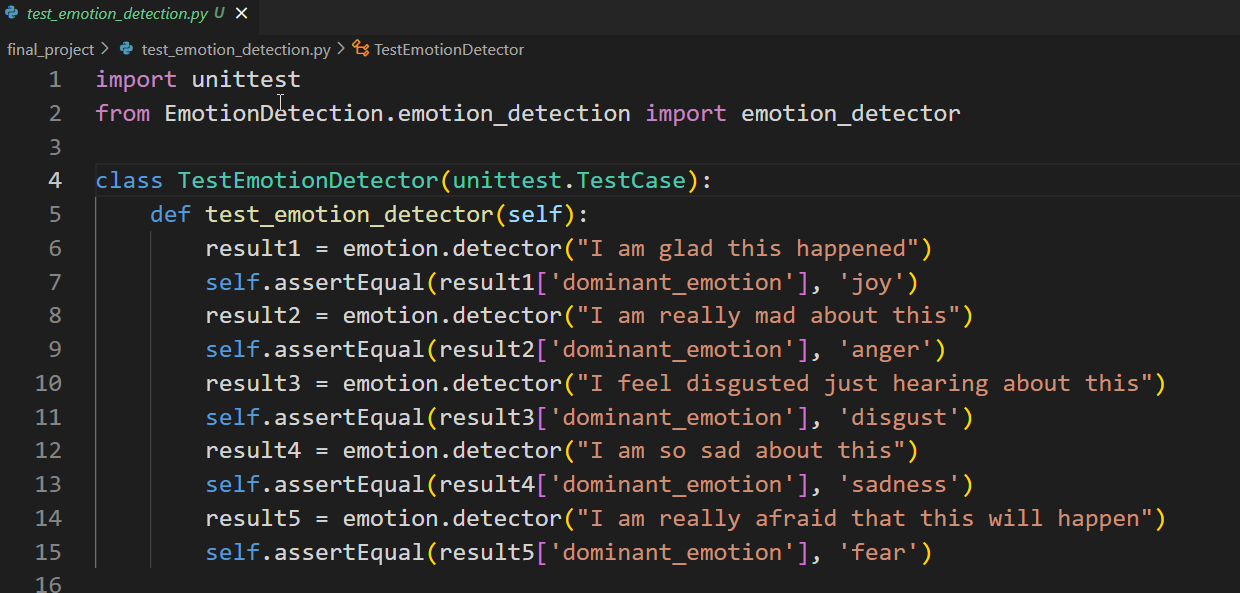 test_emotion_detection.py U ×
final_project > test_emotion_detection.py > TestEmotionDetector
1 import unittest
2 from EmotionDetection.emotion_detection import emotion_detector
3
4 class TestEmotionDetector(unittest.TestCase):
5     def test_emotion_detector(self):
6         result1 = emotion.detector("I am glad this happened")
7         self.assertEqual(result1['dominant_emotion'], 'joy')
8         result2 = emotion.detector("I am really mad about this")
9         self.assertEqual(result2['dominant_emotion'], 'anger')
10         result3 = emotion.detector("I feel disgusted just hearing about this")
11         self.assertEqual(result3['dominant_emotion'], 'disgust')
12         result4 = emotion.detector("I am so sad about this")
13         self.assertEqual(result4['dominant_emotion'], 'sadness')
14         result5 = emotion.detector("I am really afraid that this will happen")
15         self.assertEqual(result5['dominant_emotion'], 'fear')
16